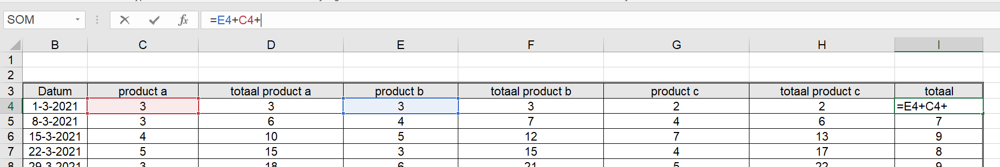 SOM fx =E4+C4+
B C D E F G H I
1
2
3 Datum product a totaal product a product b totaal product b product c totaal product c totaal
4 1-3-2021 3 3 3 3 2 2 =E4+C4+
5 8-3-2021 3 6 4 7 4 6 7
6 15-3-2021 4 10 5 12 7 13 9
7 22-3-2021 5 15 3 15 4 17 8
8 29-3-2021 3 18 6 21 5 22 9